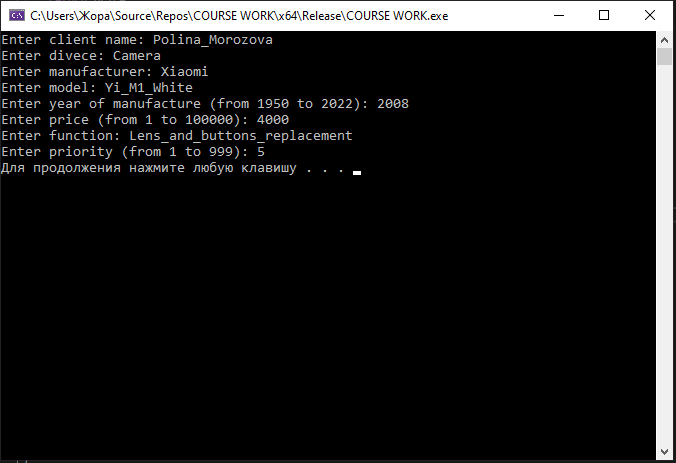 C:\Users\Жора\Source\Repos\COURSE WORK\x64\Release\COURSE WORK.exe
Enter client name: Polina_Morozova
Enter divece: Camera
Enter manufacturer: Xiaomi
Enter model: Yi_M1_White
Enter year of manufacture (from 1950 to 2022): 2008
Enter price (from 1 to 100000): 4000
Enter function: Lens_and_buttons_replacement
Enter priority (from 1 to 999): 5
Для продолжения нажмите любую клавишу . . .